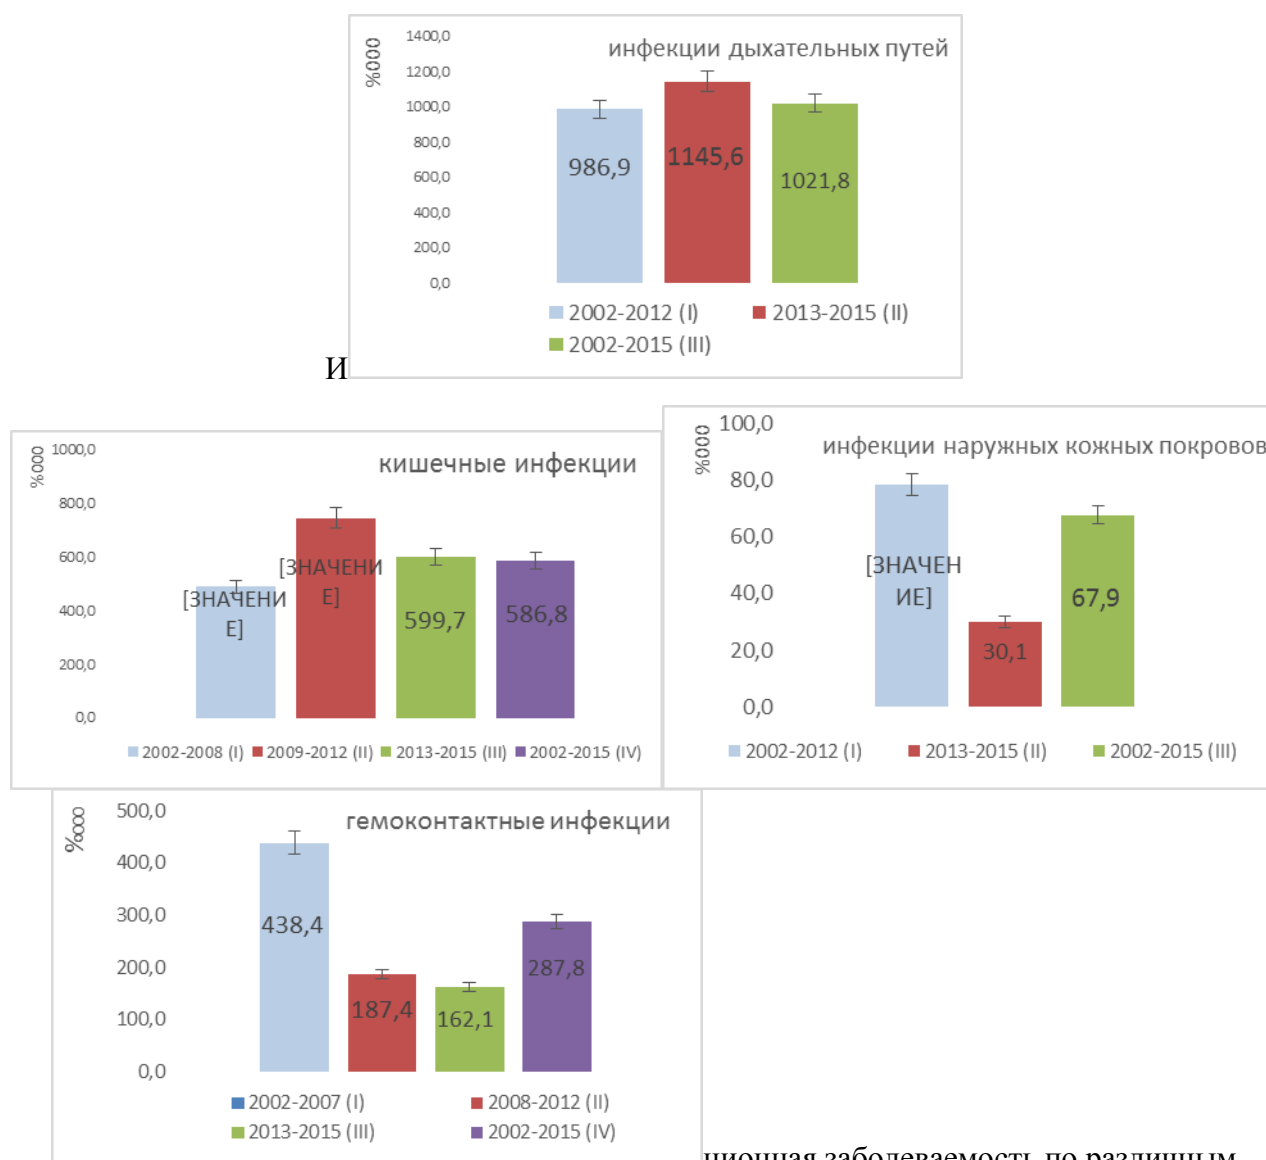 инфекции дыхательных путей
%000
1400,0
1200,0
1000,0
800,0
600,0
400,0
200,0
0,0
986,9
1145,6
1021,8
2002-2012 (I)
2013-2015 (II)
2002-2015 (III)
И
кишечные инфекции
%000
1000,0
800,0
600,0
400,0
200,0
0,0
[ЗНАЧЕНИ
Е]
[ЗНАЧЕНИ
Е]
599,7
586,8
2002-2008 (I)
2009-2012 (II)
2013-2015 (III)
2002-2015 (IV)
инфекции наружных кожных покровов
%000
100,0
80,0
60,0
40,0
20,0
0,0
[ЗНАЧЕН
ИЕ]
30,1
67,9
2002-2012 (I)
2013-2015 (II)
2002-2015 (III)
гемоконтактные инфекции
%000
500,0
400,0
300,0
200,0
100,0
0,0
438,4
187,4
162,1
287,8
2002-2007 (I)
2008-2012 (II)
2013-2015 (III)
2002-2015 (IV)
ционная заболеваемость по различным